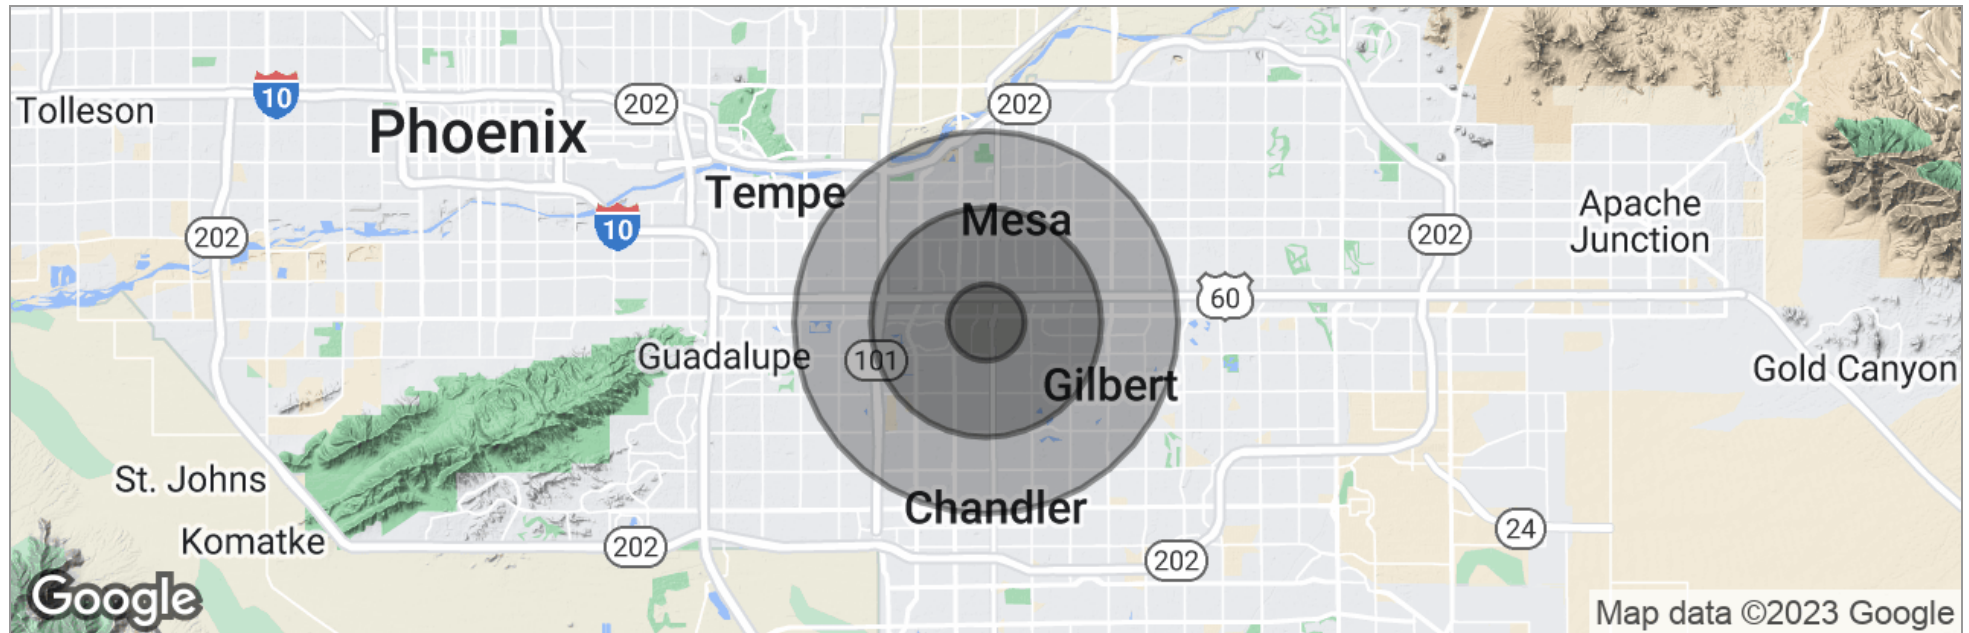 202
10
202
Tolleson
Phoenix
Tempe
Mesa
Apache
Junction
10
202
202
60
Guadalupe
101
Gilbert
Gold Canyon
St. Johns
Chandler
Komatke
202
202
24
Google
Map data ©2023 Google